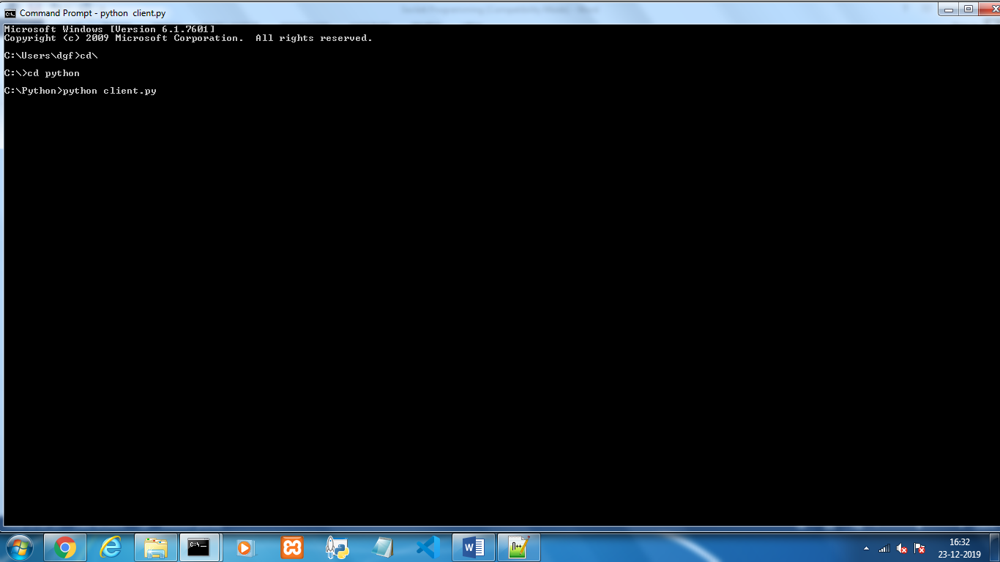 Command Prompt - python  client.py
Microsoft Windows [Version 6.1.7601]
Copyright (c) 2009 Microsoft Corporation.  All rights reserved.
C:\Users\dgf>cd\
C:\>cd python
C:\Python>python client.py
C:\_
W
16:32
23-12-2019